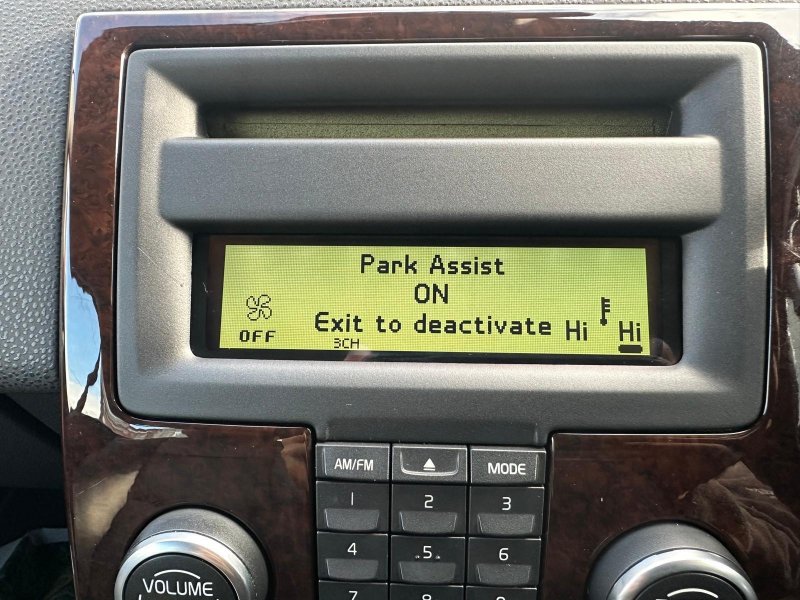 Park Assist
ON
Exit to deactivate
OFF
3CH
Hi
Hi
AM/FM
MODE
1 2 3
4 5 6
7
VOLUME